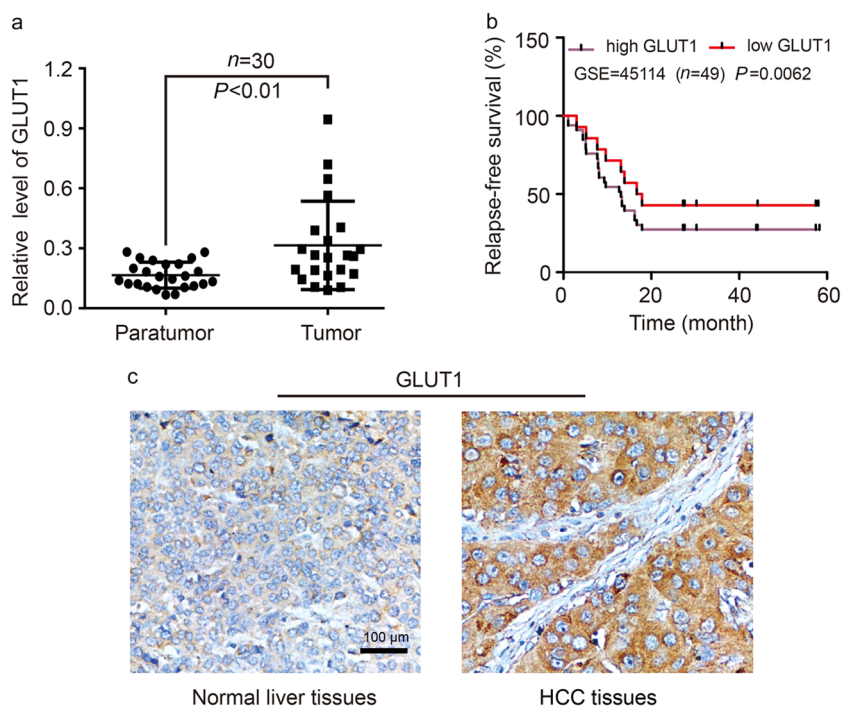 a
n=30
P<0.01
Relative level of GLUT1
1.2
0.9
0.6
0.3
0.0
Paratumor
Tumor
b
high GLUT1
low GLUT1
GSE=45114 (n=49) P=0.0062
Relapse-free survival (%)
150
100
50
0
0
20
40
60
Time (month)
c
GLUT1
100 μm
Normal liver tissues
HCC tissues